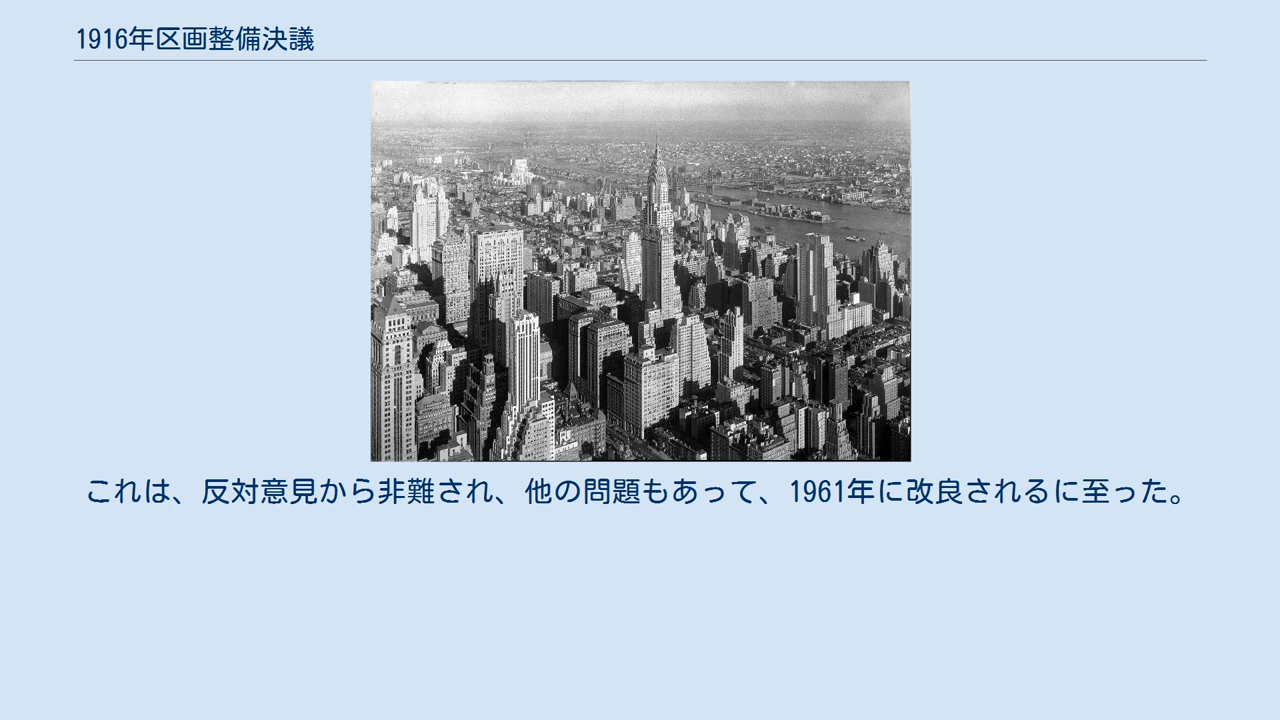 1916年区画整備決議
これは、反対意見から非難され、他の問題もあって、1961年に改良されるに至った。